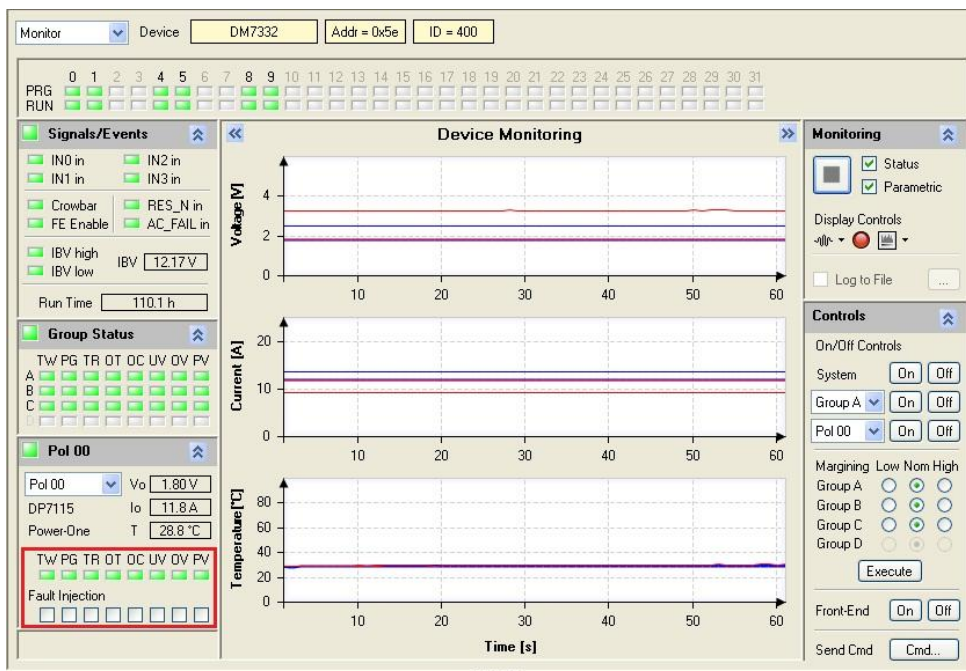 Monitor Device DM7332 Addr = 0x5e ID = 400
0 1 2 3 4 5 6 7 8 9 10 11 12 13 14 15 16 17 18 19 20 21 22 23 24 25 26 27 28 29 30 31
PRG
RUN
Signals/Events
IN0 in IN2 in
IN1 in IN3 in
Crowbar RES_N in
FE Enable AC_FAIL in
IBV high
IBV low
IBV 12.17 V
Run Time 110.1 h
Group Status
TW PG TR OT OC UV OV PV
A
B
C
D
Pol 00
Pol 00 Vo 1.80 V
DP7115 Io 11.8 A
Power-One T 28.8 °C
TW PG TR OT OC UV OV PV
Fault Injection
Device Monitoring
Voltage [V]
4
2
0
10 20 30 40 50 60
Current [A]
20
10
0
10 20 30 40 50 60
Temperature [°C]
80
60
40
20
0
10 20 30 40 50 60
Time [s]
Monitoring
Status
Parametric
Display Controls
Log to File ...
Controls
On/Off Controls
System On Off
Group A On Off
Pol 00 On Off
Margining Low Nom High
Group A
Group B
Group C
Group D
Execute
Front-End On Off
Send Cmd Cmd...